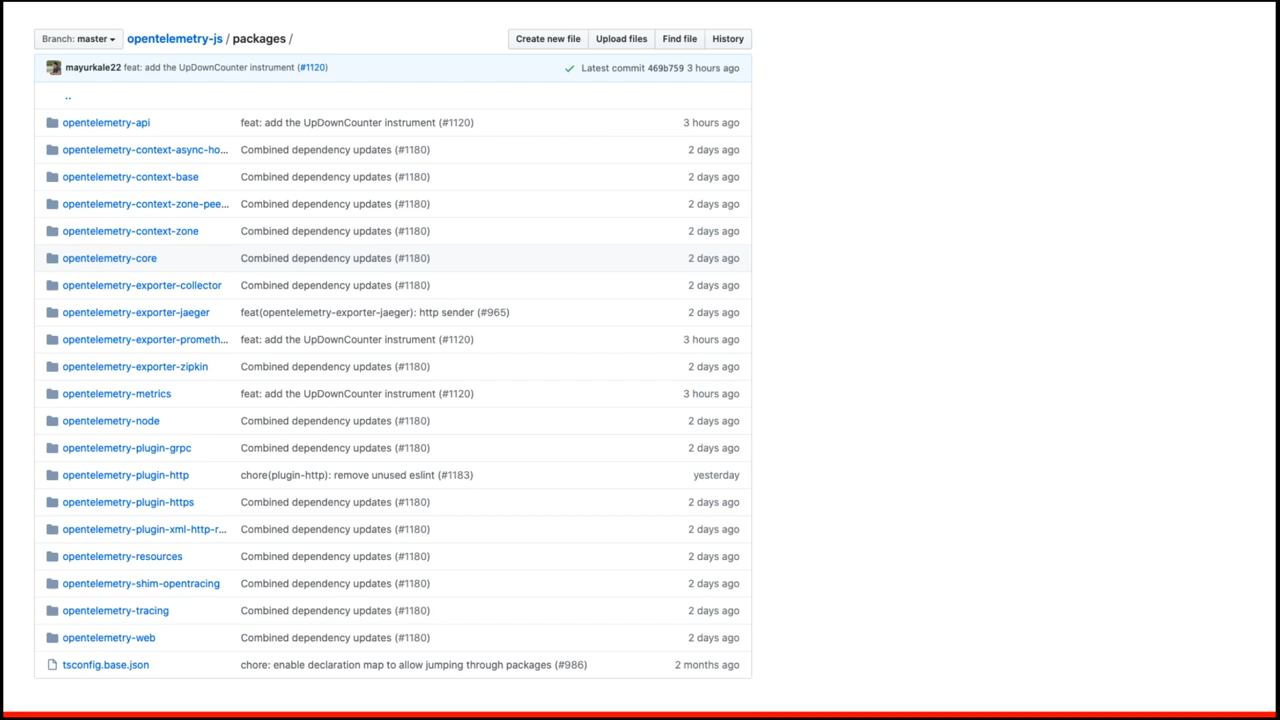 Branch: master opentelemetry-js / packages / Create new file Upload files Find file History
mayurkale22 feat: add the UpDownCounter instrument (#1120) Latest commit 469b759 3 hours ago
..
opentelemetry-api feat: add the UpDownCounter instrument (#1120) 3 hours ago
opentelemetry-context-async-ho... Combined dependency updates (#1180) 2 days ago
opentelemetry-context-base Combined dependency updates (#1180) 2 days ago
opentelemetry-context-zone-pee... Combined dependency updates (#1180) 2 days ago
opentelemetry-context-zone Combined dependency updates (#1180) 2 days ago
opentelemetry-core Combined dependency updates (#1180) 2 days ago
opentelemetry-exporter-collector Combined dependency updates (#1180) 2 days ago
opentelemetry-exporter-jaeger feat(opentelemetry-exporter-jaeger): http sender (#965) 2 days ago
opentelemetry-exporter-prometh... feat: add the UpDownCounter instrument (#1120) 3 hours ago
opentelemetry-exporter-zipkin Combined dependency updates (#1180) 2 days ago
opentelemetry-metrics feat: add the UpDownCounter instrument (#1120) 3 hours ago
opentelemetry-node Combined dependency updates (#1180) 2 days ago
opentelemetry-plugin-grpc Combined dependency updates (#1180) 2 days ago
opentelemetry-plugin-http chore(plugin-http): remove unused eslint (#1183) yesterday
opentelemetry-plugin-https Combined dependency updates (#1180) 2 days ago
opentelemetry-plugin-xml-http-r... Combined dependency updates (#1180) 2 days ago
opentelemetry-resources Combined dependency updates (#1180) 2 days ago
opentelemetry-shim-opentracing Combined dependency updates (#1180) 2 days ago
opentelemetry-tracing Combined dependency updates (#1180) 2 days ago
opentelemetry-web Combined dependency updates (#1180) 2 days ago
tsconfig.base.json chore: enable declaration map to allow jumping through packages (#986) 2 months ago